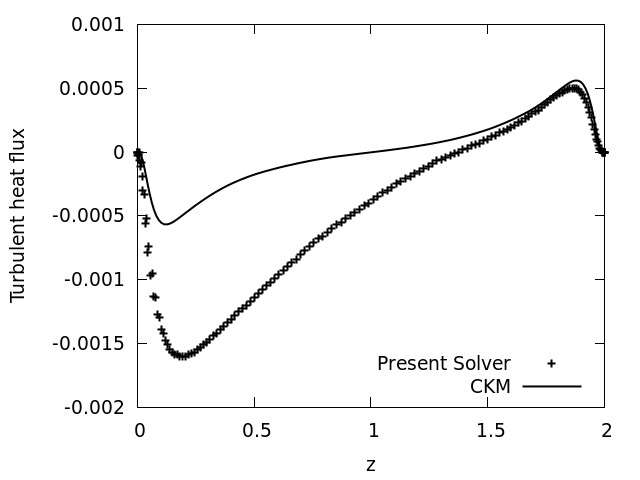 0.001
0.0005
0
-0.0005
-0.001
-0.0015
-0.002
Turbulent heat flux
Present Solver
CKM
0 0.5 1 1.5 2
z